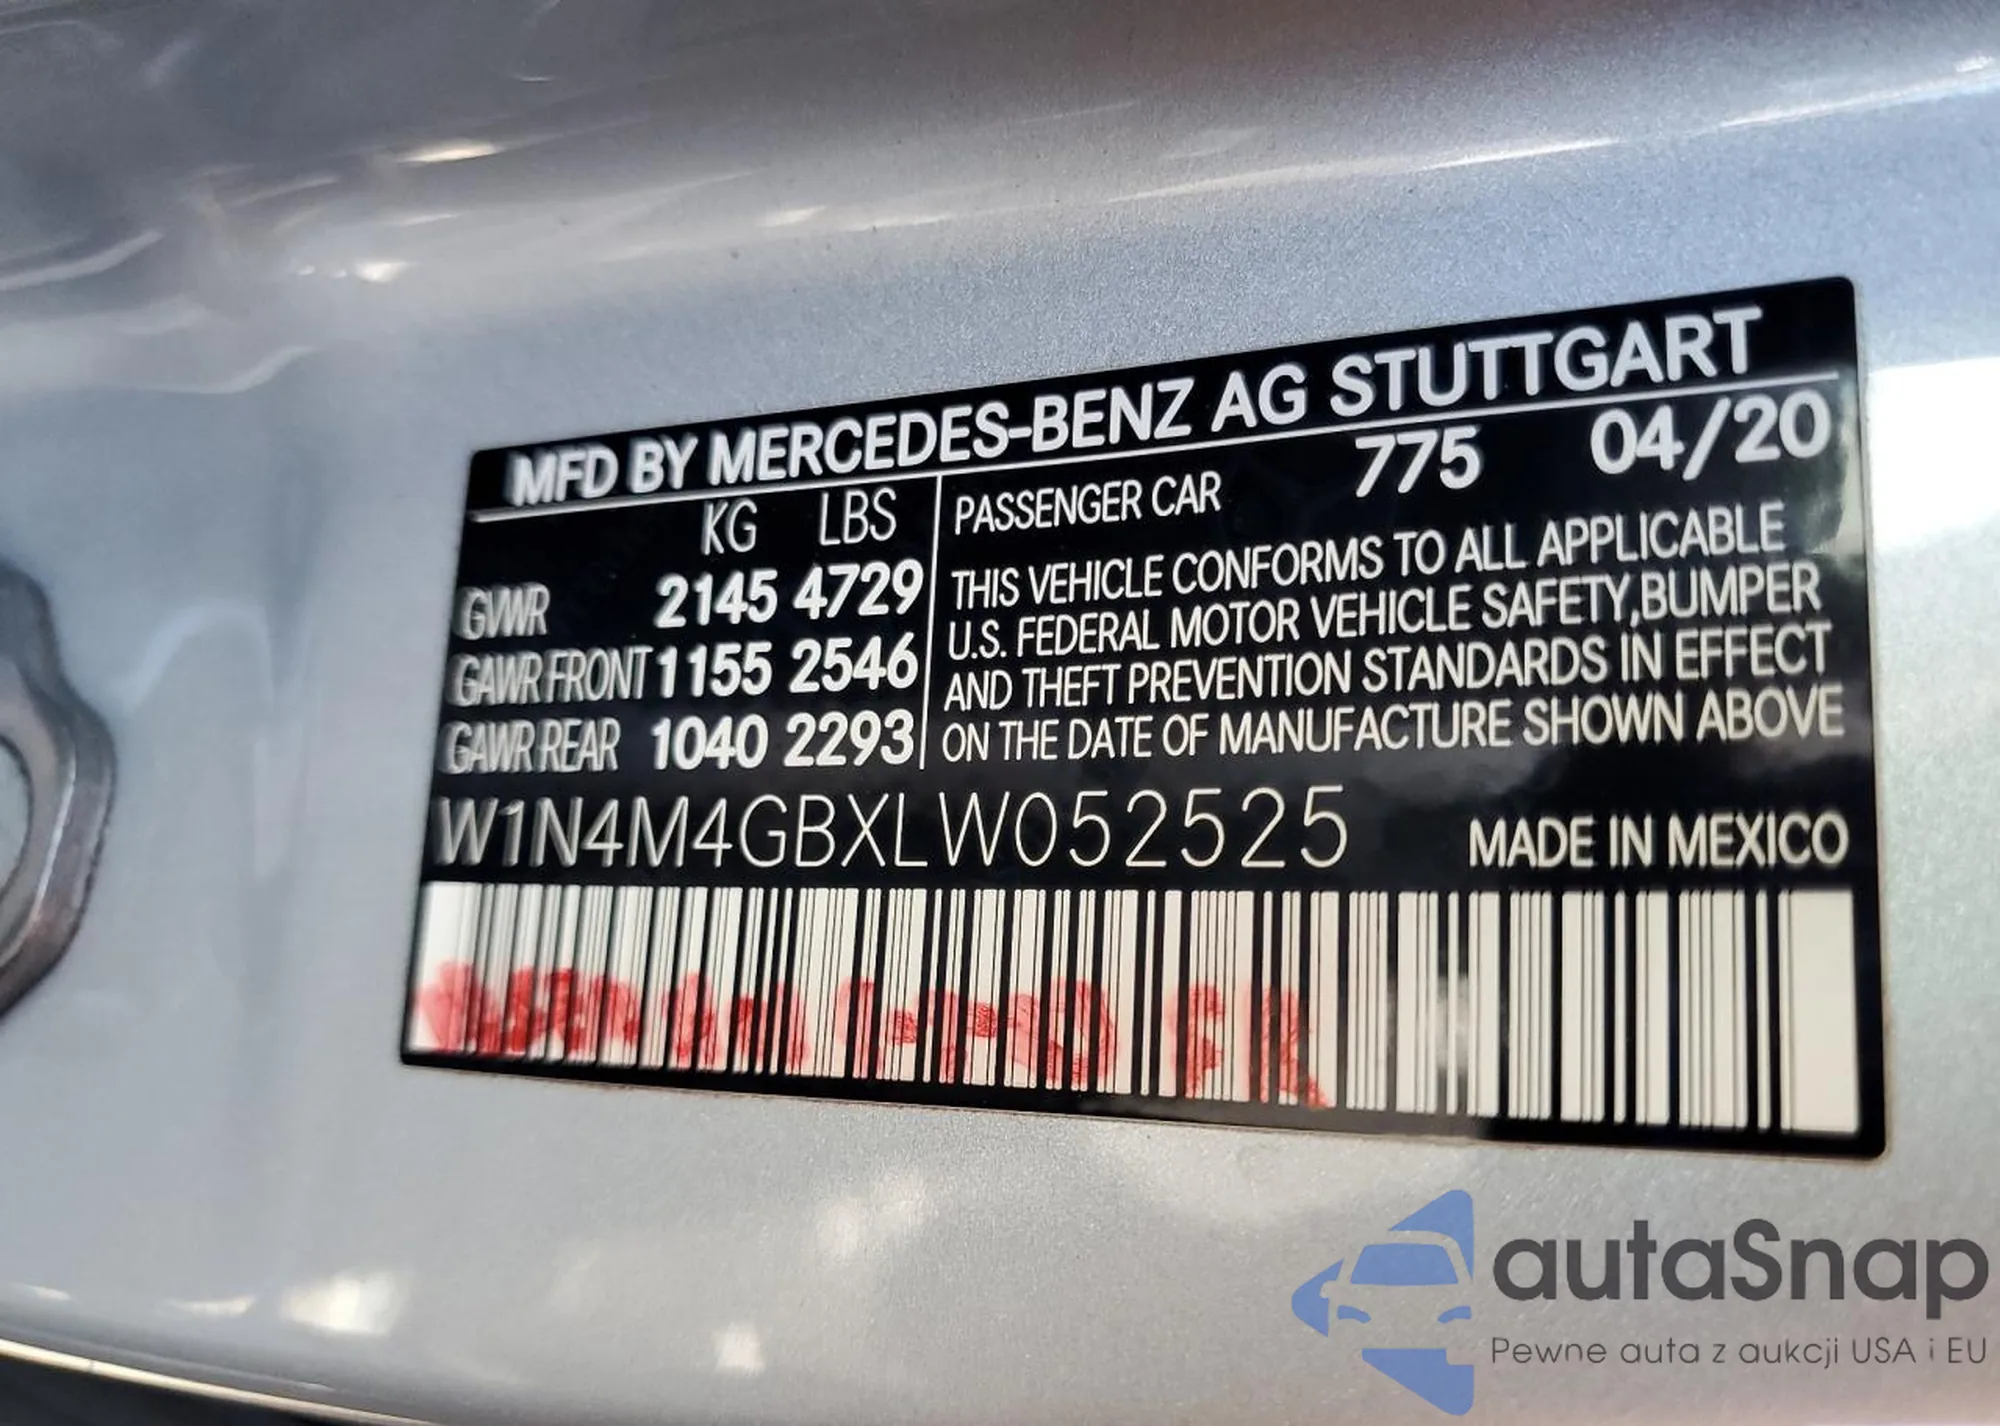 MFD BY MERCEDES-BENZ AG STUTTGART
KG LBS
GVWR 2145 4729
GAWR FRONT 1155 2546
GAWR REAR 1040 2293
PASSENGER CAR 775 04/20
THIS VEHICLE CONFORMS TO ALL APPLICABLE
U.S. FEDERAL MOTOR VEHICLE SAFETY,BUMPER
AND THEFT PREVENTION STANDARDS IN EFFECT
ON THE DATE OF MANUFACTURE SHOWN ABOVE
W1N4M4GBXLW052525 MADE IN MEXICO
autaSnap
Pewne auta z aukcji USA i EU